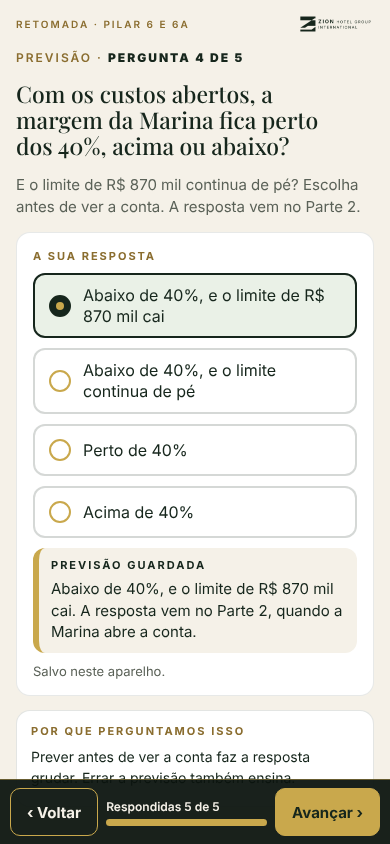 RETOMADA · PILAR 6 E 6A
ZION HOTEL GROUP
INTERNATIONAL
PREVISÃO · PERGUNTA 4 DE 5
Com os custos abertos, a
margem da Marina fica perto
dos 40%, acima ou abaixo?
E o limite de R$ 870 mil continua de pé? Escolha
antes de ver a conta. A resposta vem no Parte 2.
A SUA RESPOSTA
Abaixo de 40%, e o limite de R$
870 mil cai
Abaixo de 40%, e o limite
continua de pé
Perto de 40%
Acima de 40%
PREVISÃO GUARDADA
Abaixo de 40%, e o limite de R$ 870 mil
cai. A resposta vem no Parte 2, quando a
Marina abre a conta.
Salvo neste aparelho.
POR QUE PERGUNTAMOS ISSO
Prever antes de ver a conta faz a resposta
grudar. Errar a previsão também ensina
‹ Voltar
Respondidas 5 de 5
Avançar ›